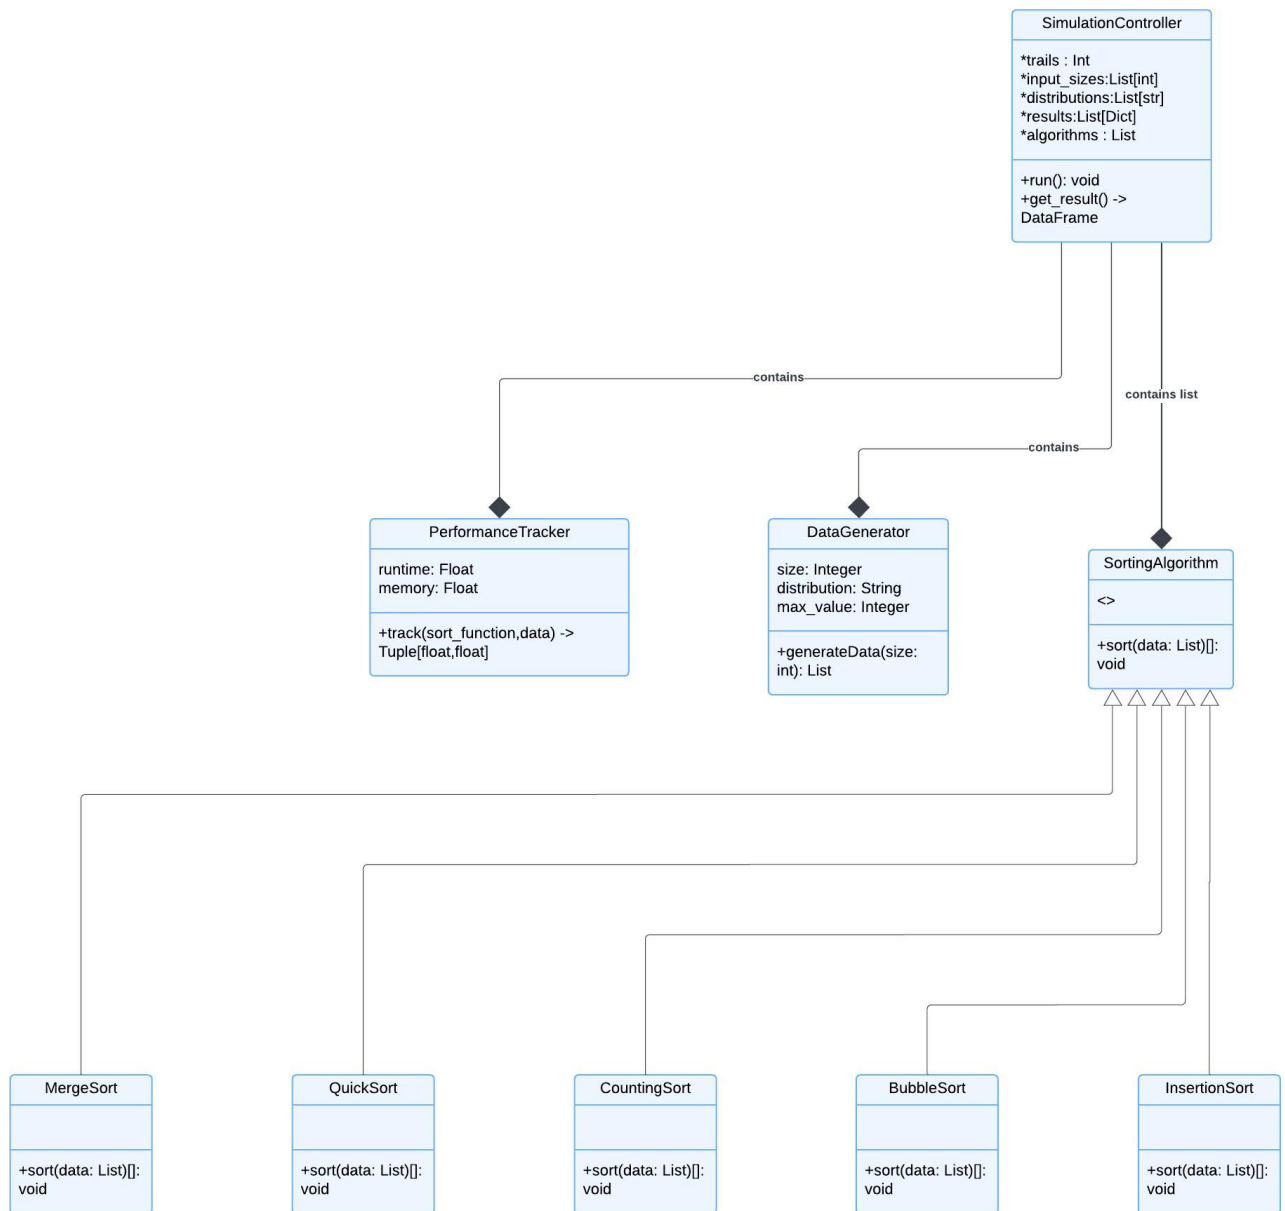 SimulationController
*trails : Int
*input_sizes:List[int]
*distributions:List[str]
*results:List[Dict]
*algorithms : List
+run(): void
+get_result() ->
DataFrame
contains
contains list
contains
PerformanceTracker
runtime: Float
memory: Float
+track(sort_function,data) ->
Tuple[float,float]
DataGenerator
size: Integer
distribution: String
max_value: Integer
+generateData(size:
int): List
SortingAlgorithm
<>
+sort(data: List)[]:
void
MergeSort
+sort(data: List)[]:
void
QuickSort
+sort(data: List)[]:
void
CountingSort
+sort(data: List)[]:
void
BubbleSort
+sort(data: List)[]:
void
InsertionSort
+sort(data: List)[]:
void